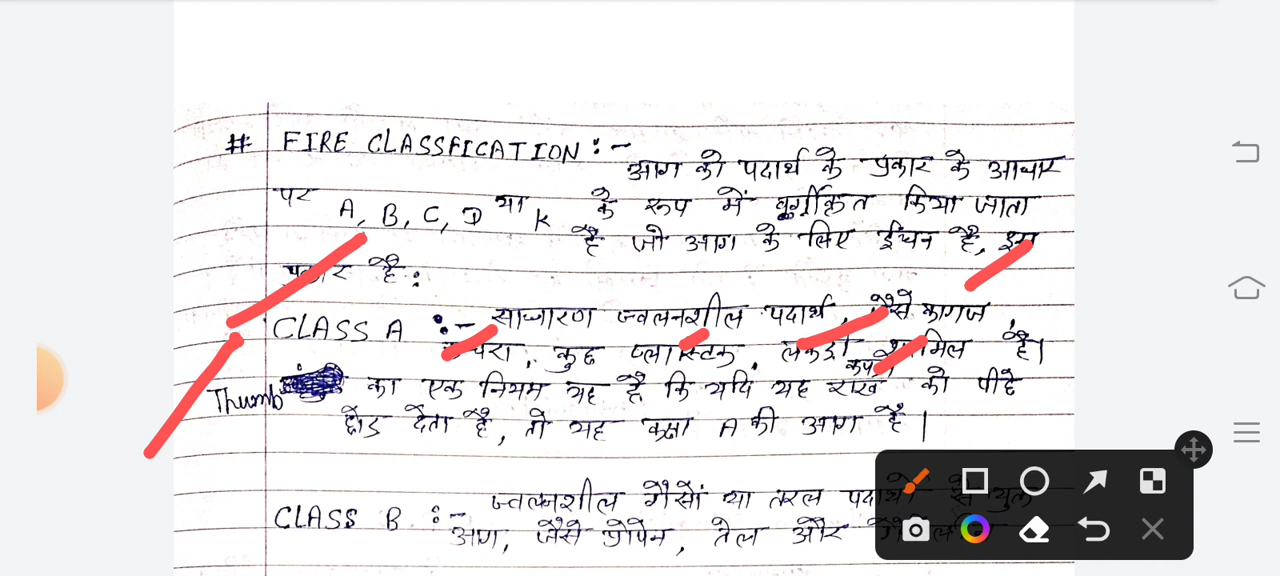 # FIRE CLASSFICATION :-
आग को पदार्थ के प्रकार के आधार
पर A, B, C, D या K के रूप में वर्गीकृत किया जाता
है जो आग के लिए ईंधन है, इस
प्रकार है :
CLASS A :- साधारण ज्वलनशील पदार्थ, जैसे कागज,
कचरा, कुछ प्लास्टिक, लकड़ी कपड़े शामिल है।
Thumb का एक नियम यह है कि यदि यह राख को पीछे
छोड़ देता है, तो यह कक्षा A की आग है।
CLASS B :- ज्वलनशील गैसों या तरल पदार्थों से युक्त
आग, जैसे प्रोपेन, तेल और